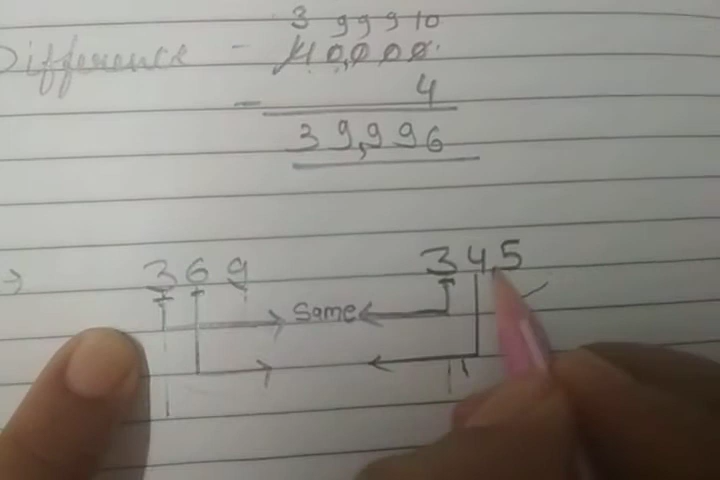 3 9 9 9 10
Difference - 40,000
- 4
39,996
→ 369 345
Same